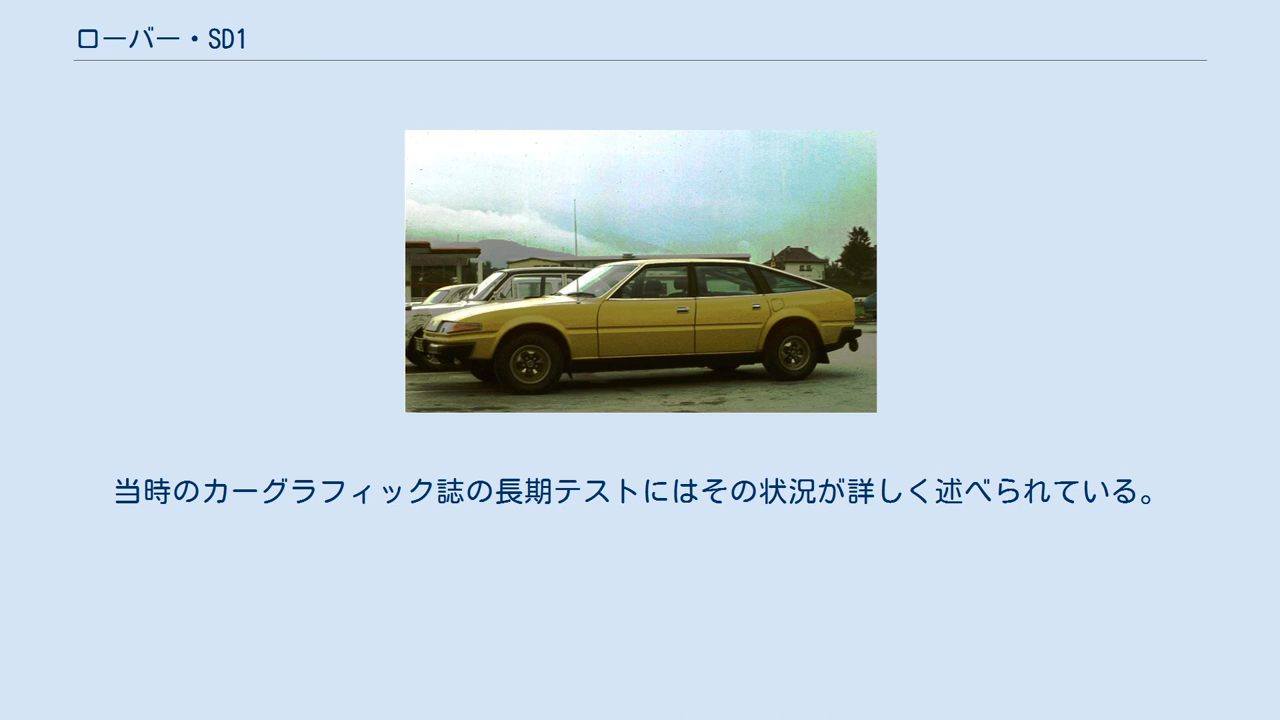 ローバー・SD1
当時のカーグラフィック誌の長期テストにはその状況が詳しく述べられている。